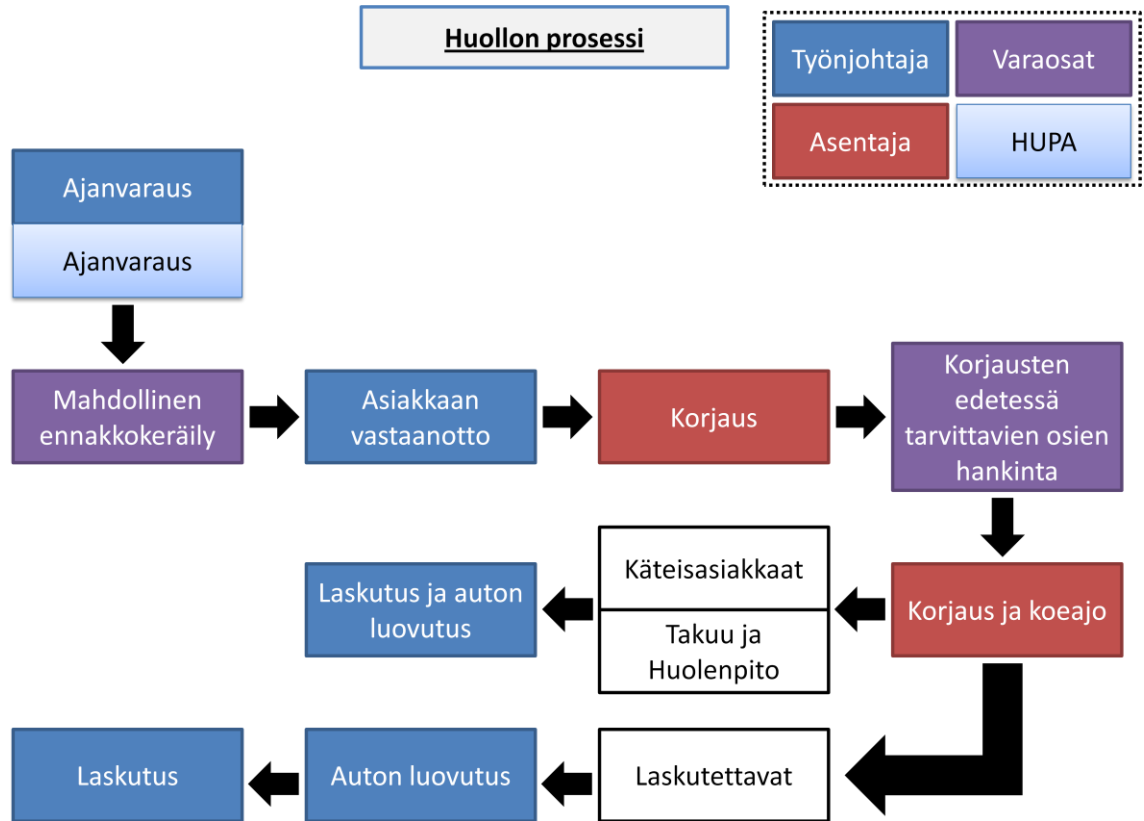 Huollon prosessi
Työnjohtaja
Varaosat
Asentaja
HUPA
Ajanvaraus
Ajanvaraus
Mahdollinen
ennakkokeräily
Asiakkaan
vastaanotto
Korjaus
Korjausten
edetessä
tarvittavien osien
hankinta
Laskutus ja auton
luovutus
Käteisasiakkaat
Takuu ja
Huolenpito
Korjaus ja koeajo
Laskutus
Auton luovutus
Laskutettavat